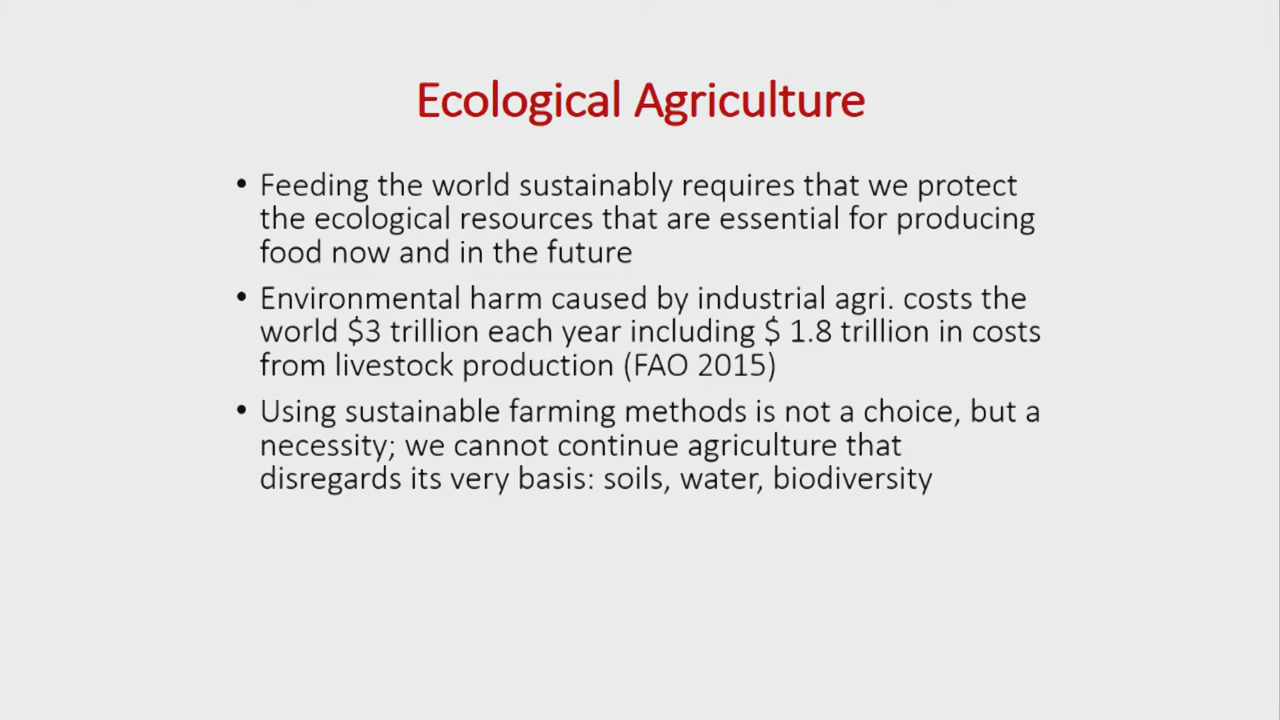 Ecological Agriculture
• Feeding the world sustainably requires that we protect
the ecological resources that are essential for producing
food now and in the future
• Environmental harm caused by industrial agri. costs the
world $3 trillion each year including $ 1.8 trillion in costs
from livestock production (FAO 2015)
• Using sustainable farming methods is not a choice, but a
necessity; we cannot continue agriculture that
disregards its very basis: soils, water, biodiversity